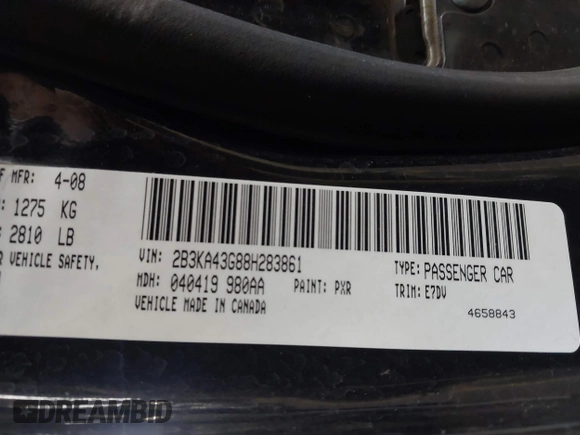 F MFR: 4-08
: 1275 KG
: 2810 LB
R VEHICLE SAFETY,
VIN: 2B3KA43G88H283861
TYPE: PASSENGER CAR
MDH: 040419 980AA PAINT: PXR TRIM: E7DV
VEHICLE MADE IN CANADA
4658843
DREAMBID